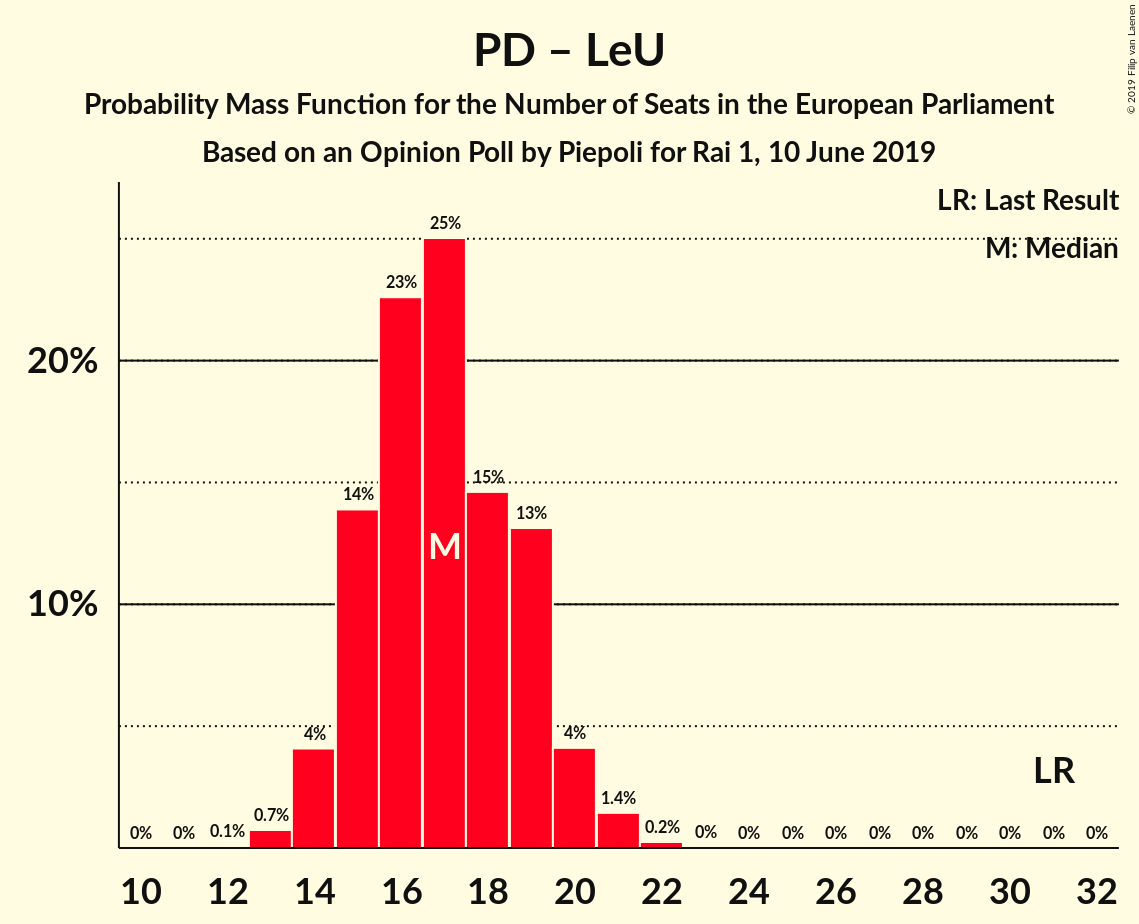 PD – LeU
Probability Mass Function for the Number of Seats in the European Parliament
Based on an Opinion Poll by Piepoli for Rai 1, 10 June 2019
© 2019 Filip van Laenen
LR: Last Result
M: Median
25%
23%
20%
15%
14%
13%
M
10%
4%
4%
LR
1.4%
0.7%
0% 0% 0.1% 0.2% 0% 0% 0% 0% 0% 0% 0% 0% 0% 0%
10 12 14 16 18 20 22 24 26 28 30 32